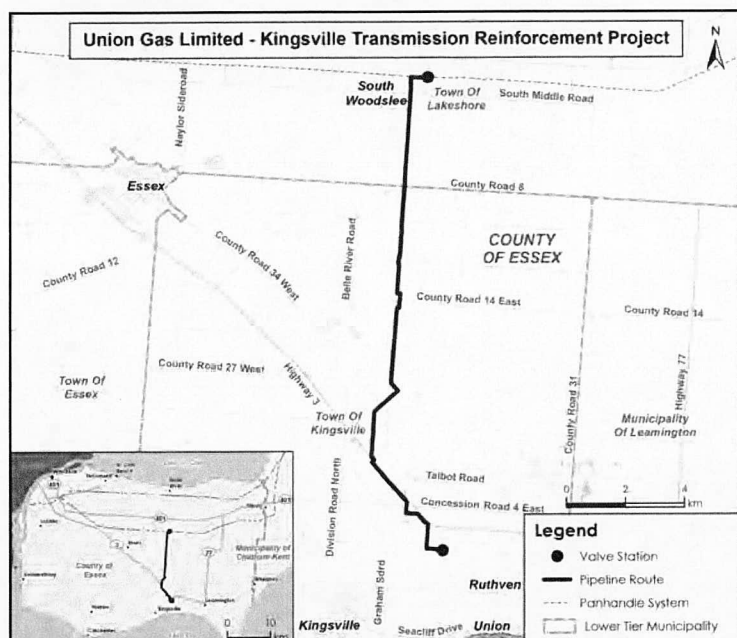 Union Gas Limited - Kingsville Transmission Reinforcement Project
N
South
Woodslee
Town Of
Lakeshore
South Middle Road
Naylor Sideroad
Essex
County Road 8
County Road 12
County Road 34 West
Belle River Road
COUNTY
OF ESSEX
County Road 14 East
County Road 14
County Road 27 West
Highway 3
Town Of
Essex
Town Of
Kingsville
County Road 31
Highway 77
Municipality
Of Leamington
Talbot Road
Concession Road 4 East
Division Road North
Graham Sdrd
0 2 4
km
Ruthven
Kingsville
Seacliff Drive
Union
Legend
Valve Station
Pipeline Route
Panhandle System
Lower Tier Municipality
401
401
401
3
77
County of
Essex
Municipality of
Chatham-Kent
Leamington
Kingsville
0 10
km